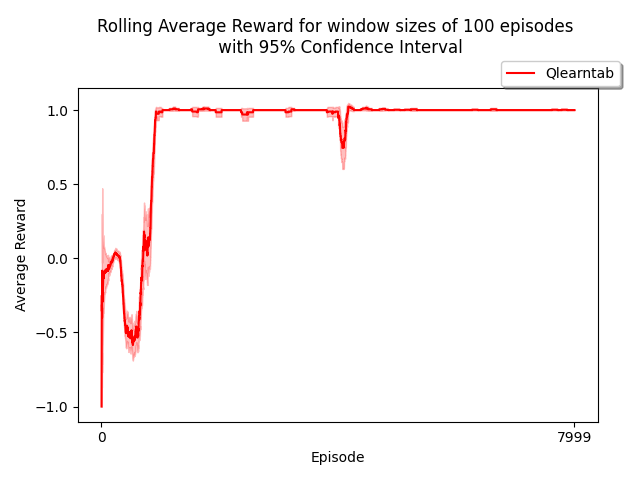 Rolling Average Reward for window sizes of 100 episodes
with 95% Confidence Interval
Qlearntab
1.0
0.5
0.0
−0.5
−1.0
Average Reward
0
7999
Episode